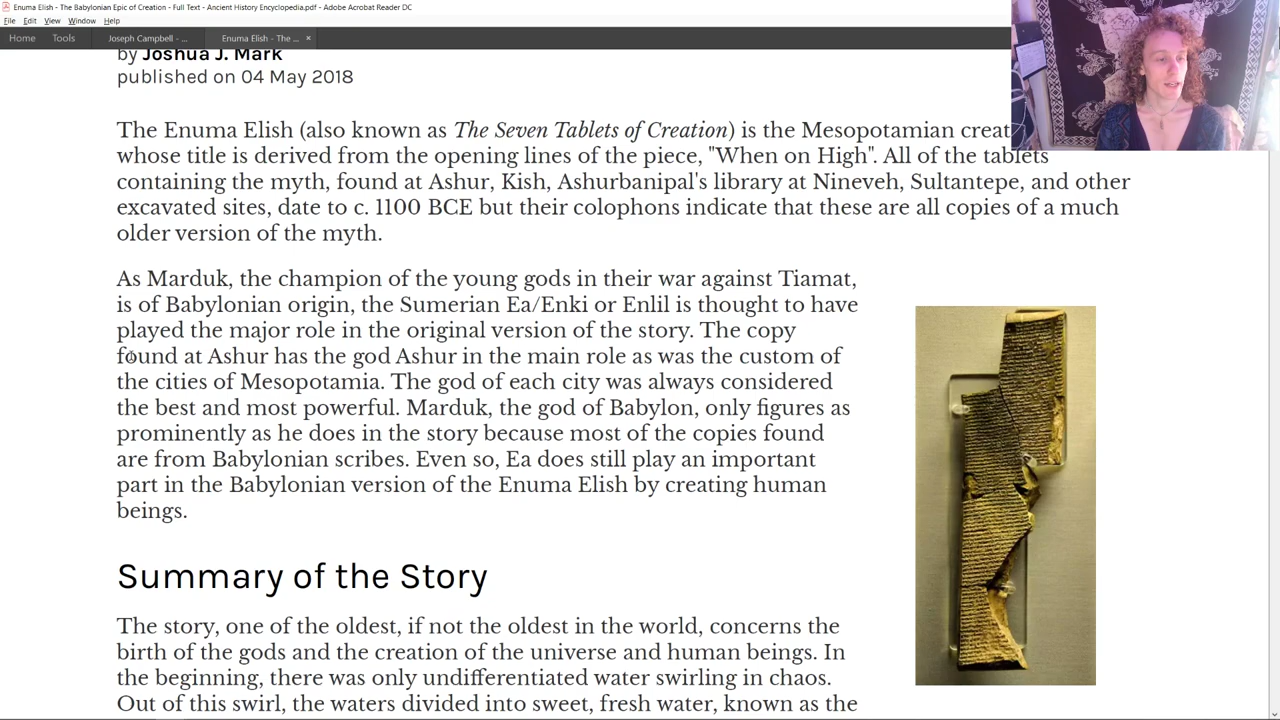 Enuma Elish - The Babylonian Epic of Creation - Full Text - Ancient History Encyclopedia.pdf - Adobe Acrobat Reader DC
File Edit View Window Help
Home Tools Joseph Campbell - ... Enuma Elish - The ... ×
by Joshua J. Mark
published on 04 May 2018
The Enuma Elish (also known as The Seven Tablets of Creation) is the Mesopotamian
whose title is derived from the opening lines of the piece, "When on High". All of the tablets
containing the myth, found at Ashur, Kish, Ashurbanipal's library at Nineveh, Sultantepe, and other
excavated sites, date to c. 1100 BCE but their colophons indicate that these are all copies of a much
older version of the myth.
As Marduk, the champion of the young gods in their war against Tiamat,
is of Babylonian origin, the Sumerian Ea/Enki or Enlil is thought to have
played the major role in the original version of the story. The copy
found at Ashur has the god Ashur in the main role as was the custom of
the cities of Mesopotamia. The god of each city was always considered
the best and most powerful. Marduk, the god of Babylon, only figures as
prominently as he does in the story because most of the copies found
are from Babylonian scribes. Even so, Ea does still play an important
part in the Babylonian version of the Enuma Elish by creating human
beings.
Summary of the Story
The story, one of the oldest, if not the oldest in the world, concerns the
birth of the gods and the creation of the universe and human beings. In
the beginning, there was only undifferentiated water swirling in chaos.
Out of this swirl, the waters divided into sweet, fresh water, known as the